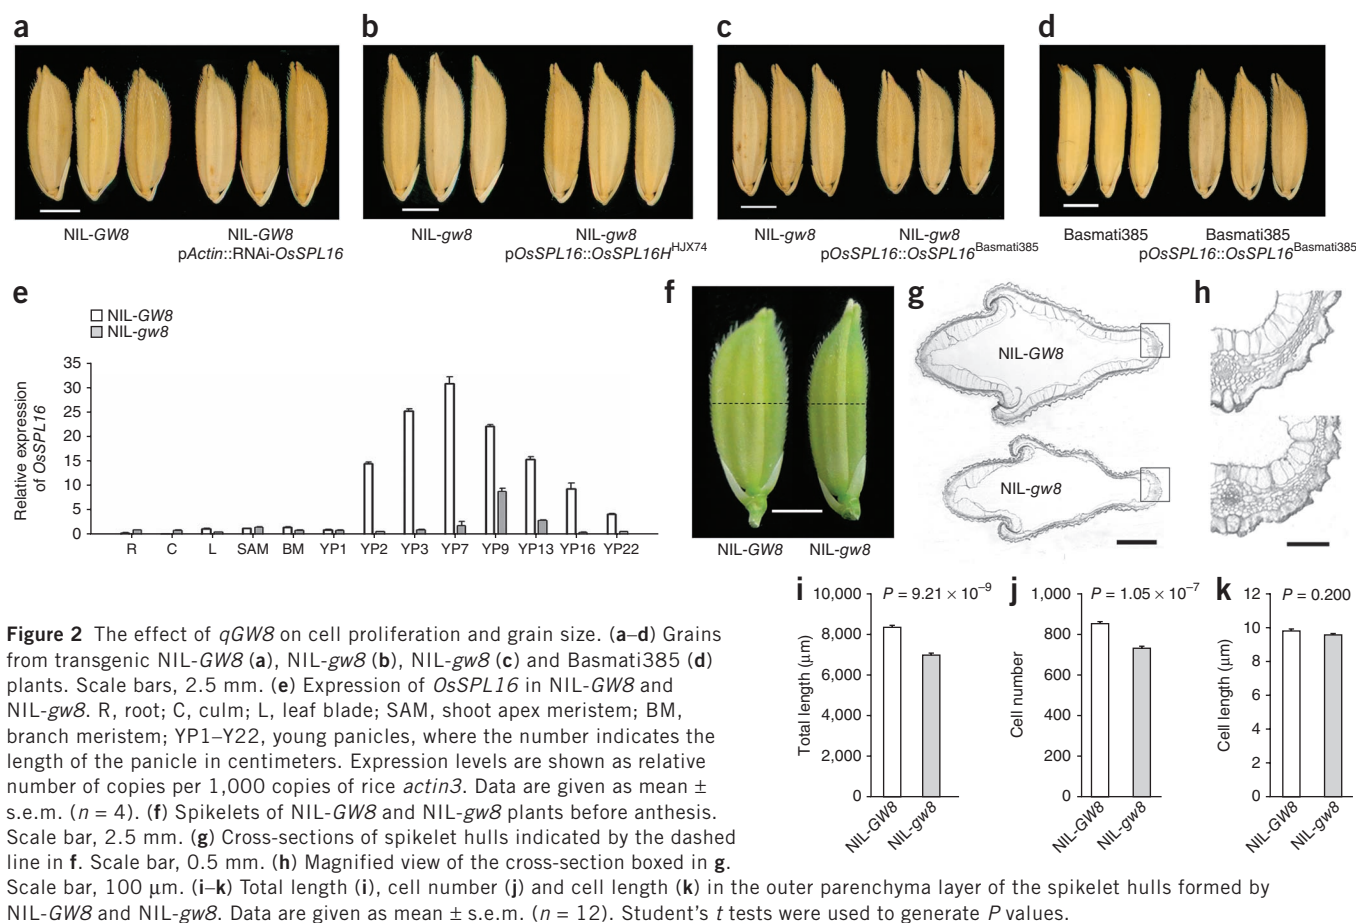 a
b
c
d
NIL-GW8
NIL-GW8
pActin::RNAi-OsSPL16
NIL-gw8
NIL-gw8
pOsSPL16::OsSPL16H^HJX74
NIL-gw8
NIL-gw8
pOsSPL16::OsSPL16^Basmati385
Basmati385
Basmati385
pOsSPL16::OsSPL16^Basmati385
e
NIL-GW8
NIL-gw8
Relative expression
of OsSPL16
35
30
25
20
15
10
5
0
R C L SAM BM YP1 YP2 YP3 YP7 YP9 YP13 YP16 YP22
f
NIL-GW8 NIL-gw8
g
NIL-GW8
NIL-gw8
h
i
P = 9.21 × 10⁻⁹
Total length (μm)
10,000
8,000
6,000
4,000
2,000
0
NIL-GW8
NIL-gw8
j
P = 1.05 × 10⁻⁷
Cell number
1,000
800
600
400
200
0
NIL-GW8
NIL-gw8
k
P = 0.200
Cell length (μm)
12
10
8
6
4
2
0
NIL-GW8
NIL-gw8
Figure 2 The effect of qGW8 on cell proliferation and grain size. (a–d) Grains
from transgenic NIL-GW8 (a), NIL-gw8 (b), NIL-gw8 (c) and Basmati385 (d)
plants. Scale bars, 2.5 mm. (e) Expression of OsSPL16 in NIL-GW8 and
NIL-gw8. R, root; C, culm; L, leaf blade; SAM, shoot apex meristem; BM,
branch meristem; YP1–Y22, young panicles, where the number indicates the
length of the panicle in centimeters. Expression levels are shown as relative
number of copies per 1,000 copies of rice actin3. Data are given as mean ±
s.e.m. (n = 4). (f) Spikelets of NIL-GW8 and NIL-gw8 plants before anthesis.
Scale bar, 2.5 mm. (g) Cross-sections of spikelet hulls indicated by the dashed
line in f. Scale bar, 0.5 mm. (h) Magnified view of the cross-section boxed in g.
Scale bar, 100 μm. (i–k) Total length (i), cell number (j) and cell length (k) in the outer parenchyma layer of the spikelet hulls formed by
NIL-GW8 and NIL-gw8. Data are given as mean ± s.e.m. (n = 12). Student's t tests were used to generate P values.